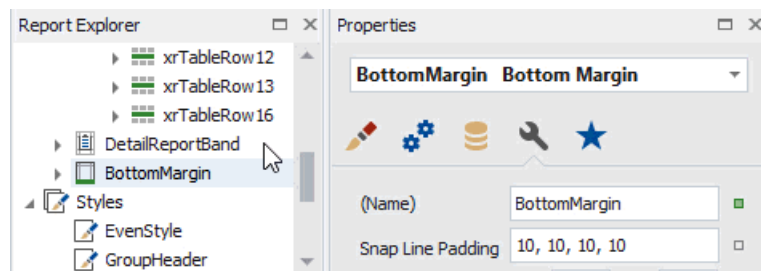 Report Explorer
xrTableRow12
xrTableRow13
xrTableRow16
DetailReportBand
BottomMargin
Styles
EvenStyle
GroupHeader
Properties
BottomMargin Bottom Margin
(Name) BottomMargin
Snap Line Padding 10, 10, 10, 10